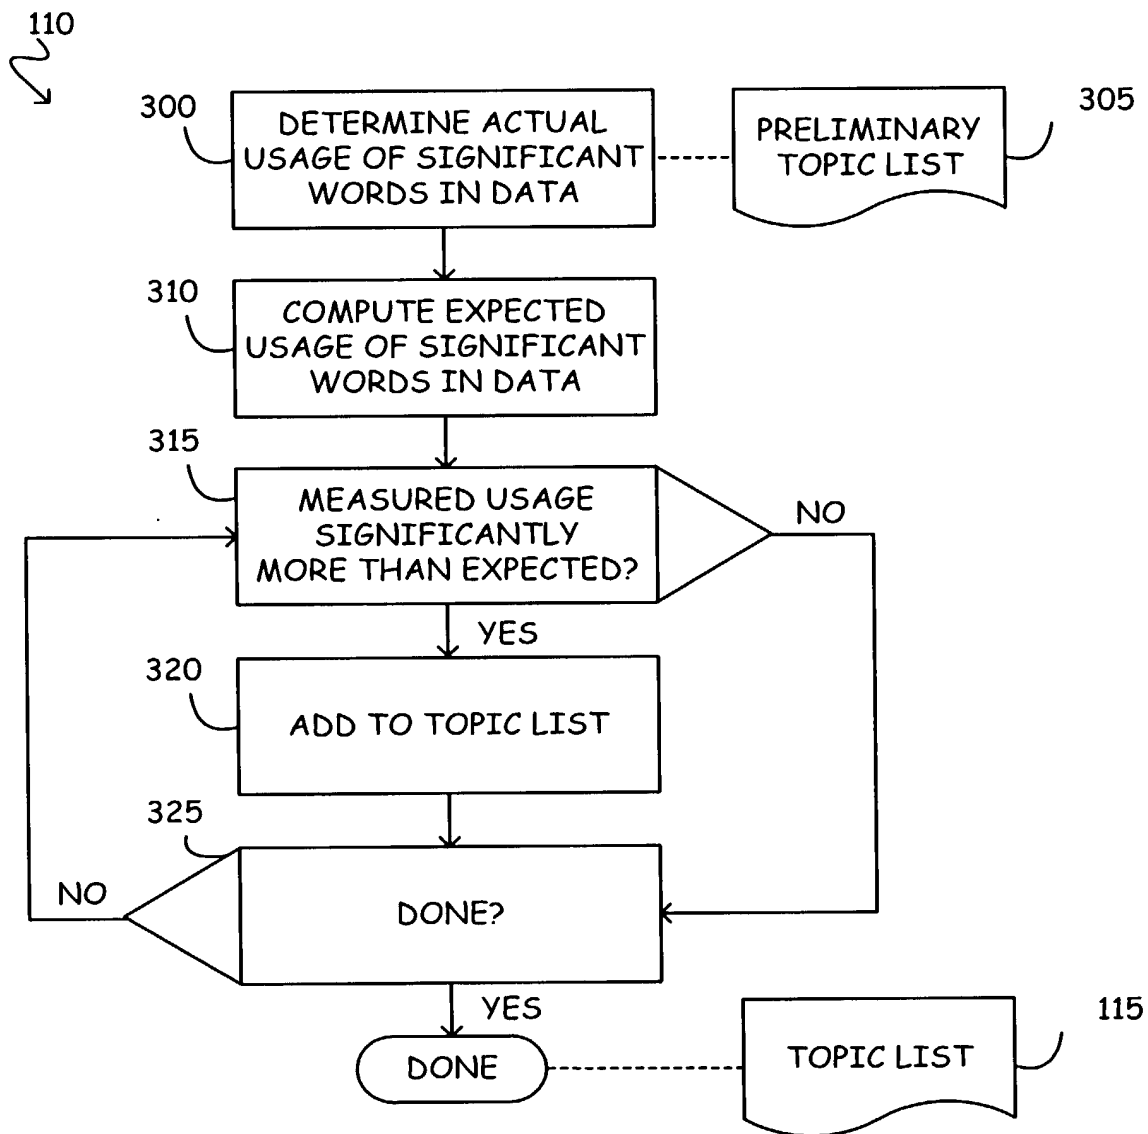 110
300
DETERMINE ACTUAL
USAGE OF SIGNIFICANT
WORDS IN DATA
PRELIMINARY
TOPIC LIST
305
310
COMPUTE EXPECTED
USAGE OF SIGNIFICANT
WORDS IN DATA
315
MEASURED USAGE
SIGNIFICANTLY
MORE THAN EXPECTED?
NO
YES
320
ADD TO TOPIC LIST
325
NO
DONE?
YES
DONE
TOPIC LIST
115